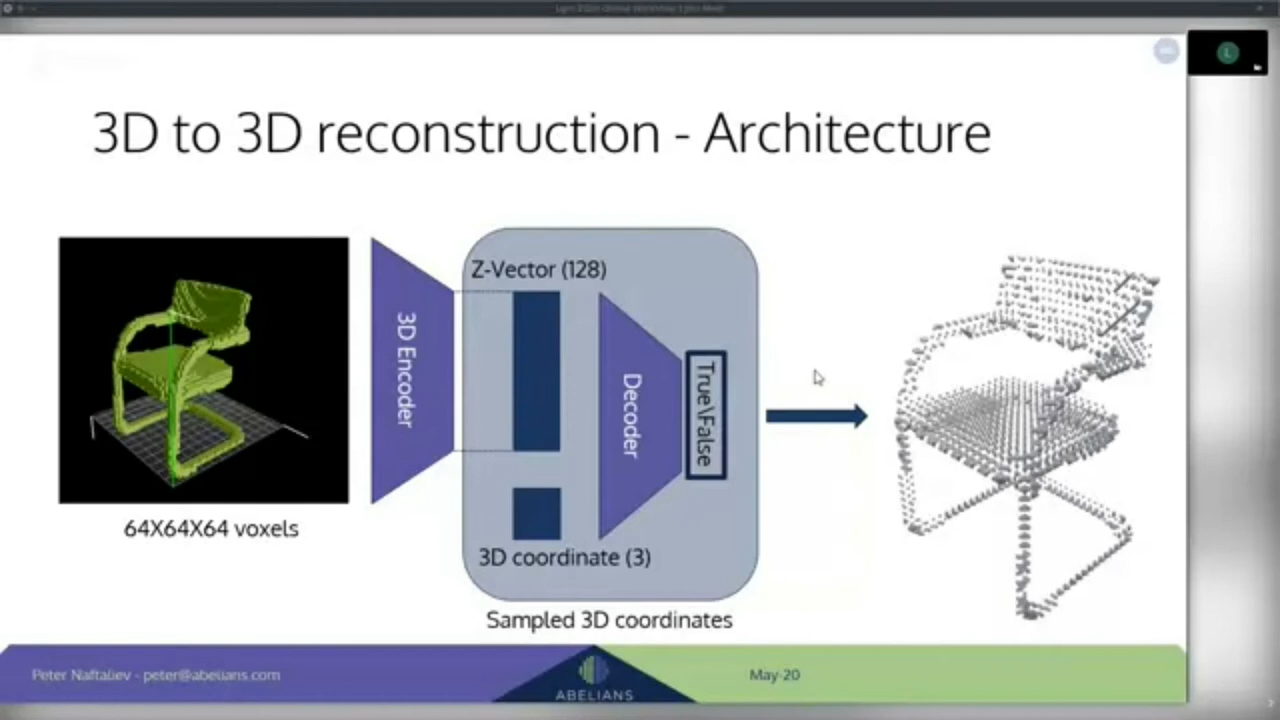 3D to 3D reconstruction - Architecture
L
Z-Vector (128)
3D Encoder
Decoder
True\False
64X64X64 voxels
3D coordinate (3)
Sampled 3D coordinates
Peter Naftaliev - peter@abelians.com
ABELIANS
May-20